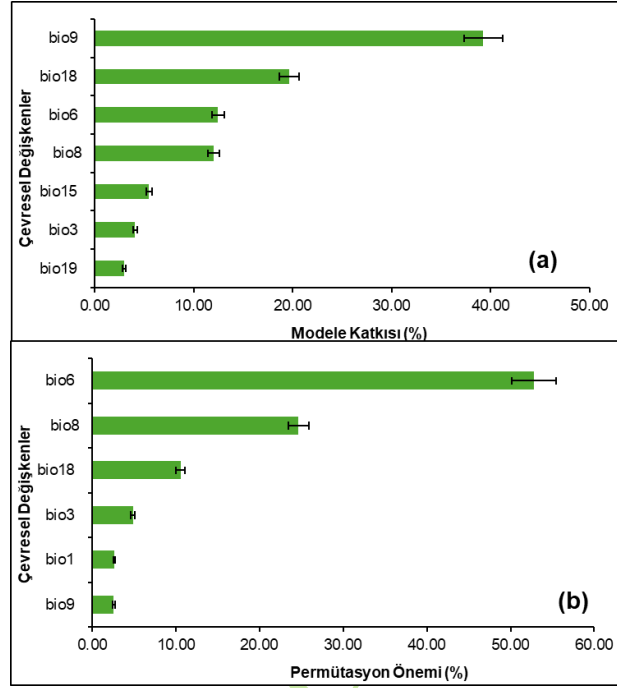 Çevresel Değişkenler
bio9
bio18
bio6
bio8
bio15
bio3
bio19
(a)
0.00 10.00 20.00 30.00 40.00 50.00
Modele Katkısı (%)
Çevresel Değişkenler
bio6
bio8
bio18
bio3
bio1
bio9
(b)
0.00 10.00 20.00 30.00 40.00 50.00 60.00
Permütasyon Önemi (%)